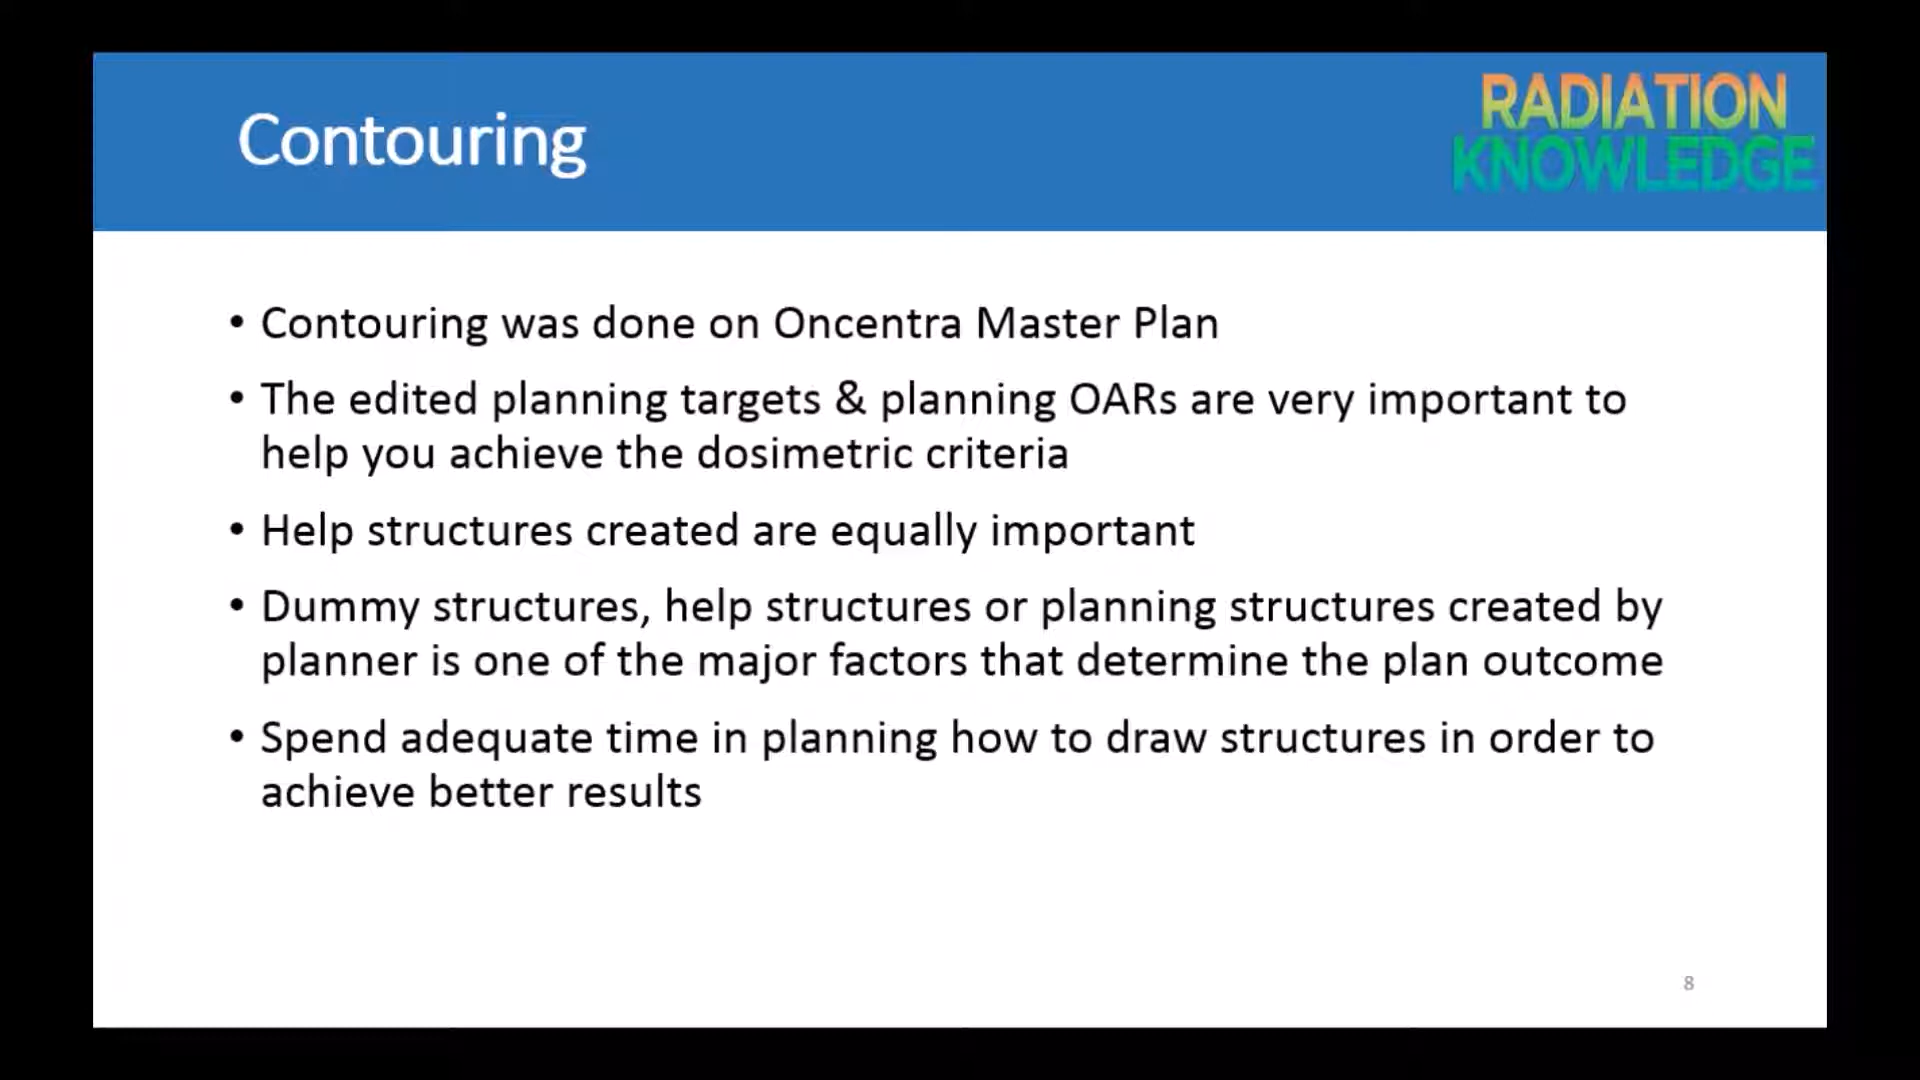 Contouring
RADIATION
KNOWLEDGE
• Contouring was done on Oncentra Master Plan
• The edited planning targets & planning OARs are very important to
help you achieve the dosimetric criteria
• Help structures created are equally important
• Dummy structures, help structures or planning structures created by
planner is one of the major factors that determine the plan outcome
• Spend adequate time in planning how to draw structures in order to
achieve better results
8